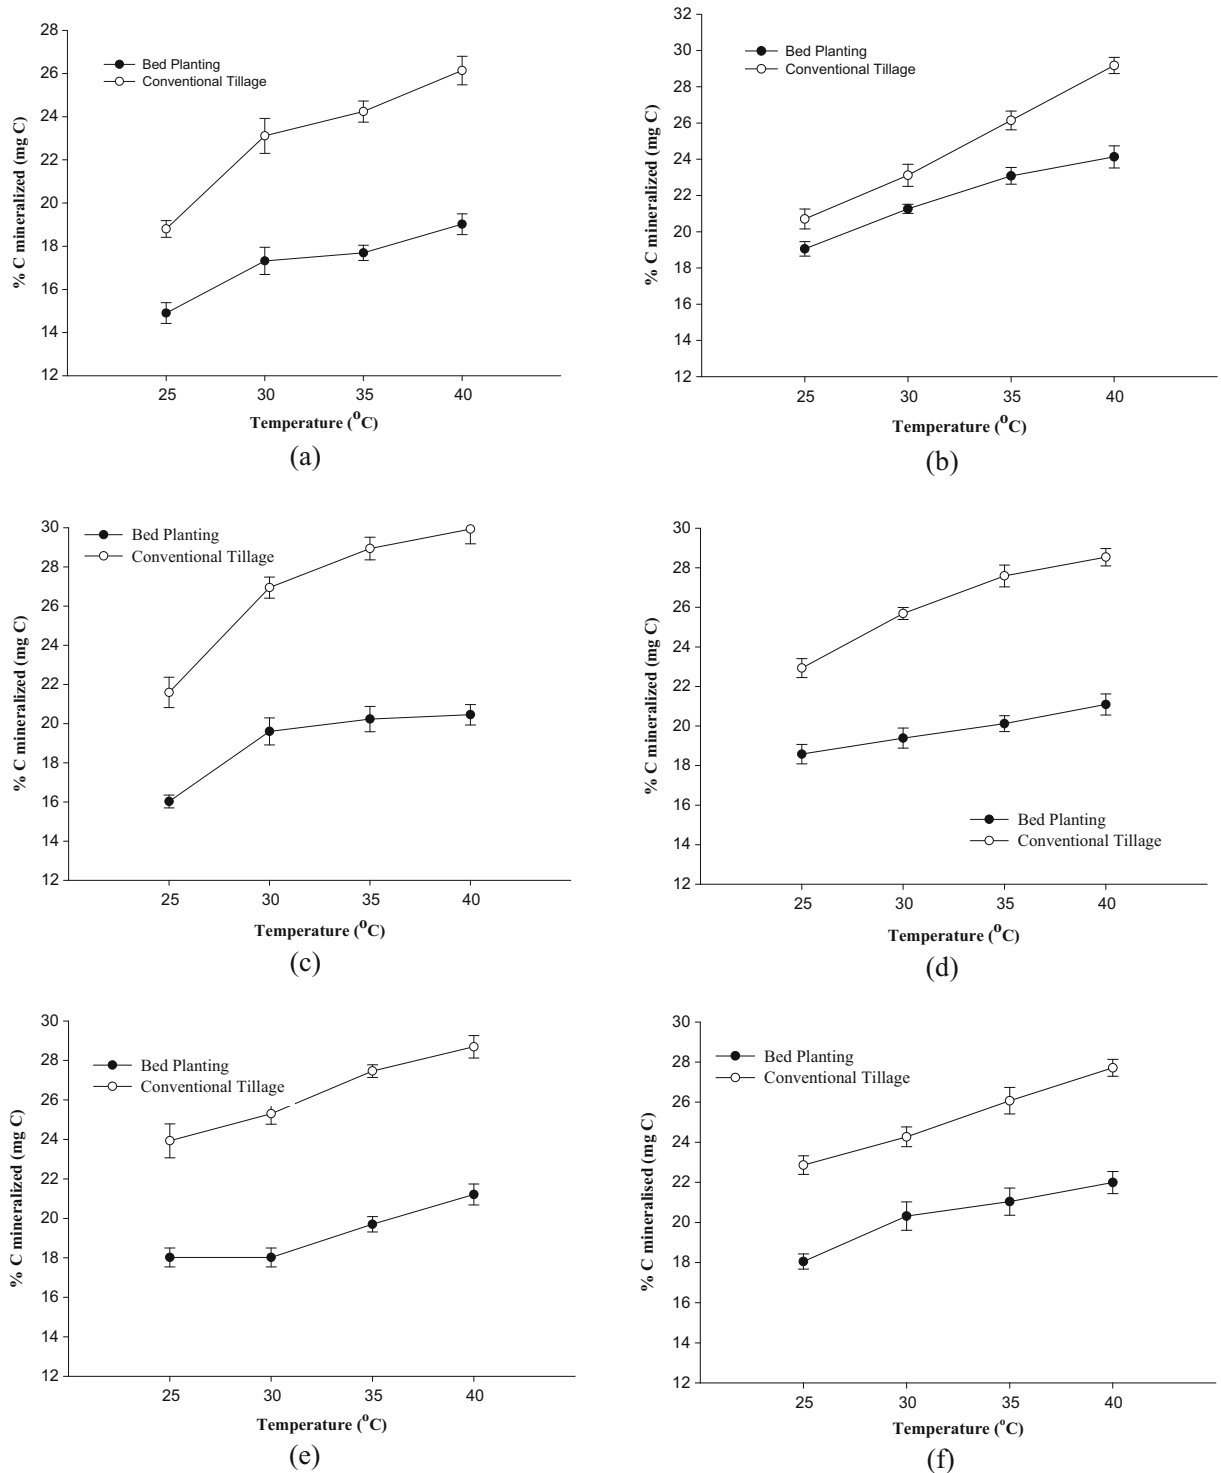 28
26
24
22
20
18
16
14
12
% C mineralized (mg C)
Bed Planting
Conventional Tillage
25 30 35 40
Temperature (°C)
(a)
32
30
28
26
24
22
20
18
16
14
12
% C mineralized (mg C)
Bed Planting
Conventional Tillage
25 30 35 40
Temperature (°C)
(b)
30
28
26
24
22
20
18
16
14
12
% C mineralized (mg C)
Bed Planting
Conventional Tillage
25 30 35 40
Temperature (°C)
(c)
30
28
26
24
22
20
18
16
14
12
% C mineralized (mg C)
Bed Planting
Conventional Tillage
25 30 35 40
Temperature (°C)
(d)
30
28
26
24
22
20
18
16
14
12
% C mineralized (mg C)
Bed Planting
Conventional Tillage
25 30 35 40
Temperature (°C)
(e)
30
28
26
24
22
20
18
16
14
12
% C mineralised (mg C)
Bed Planting
Conventional Tillage
25 30 35 40
Temperature (°C)
(f)